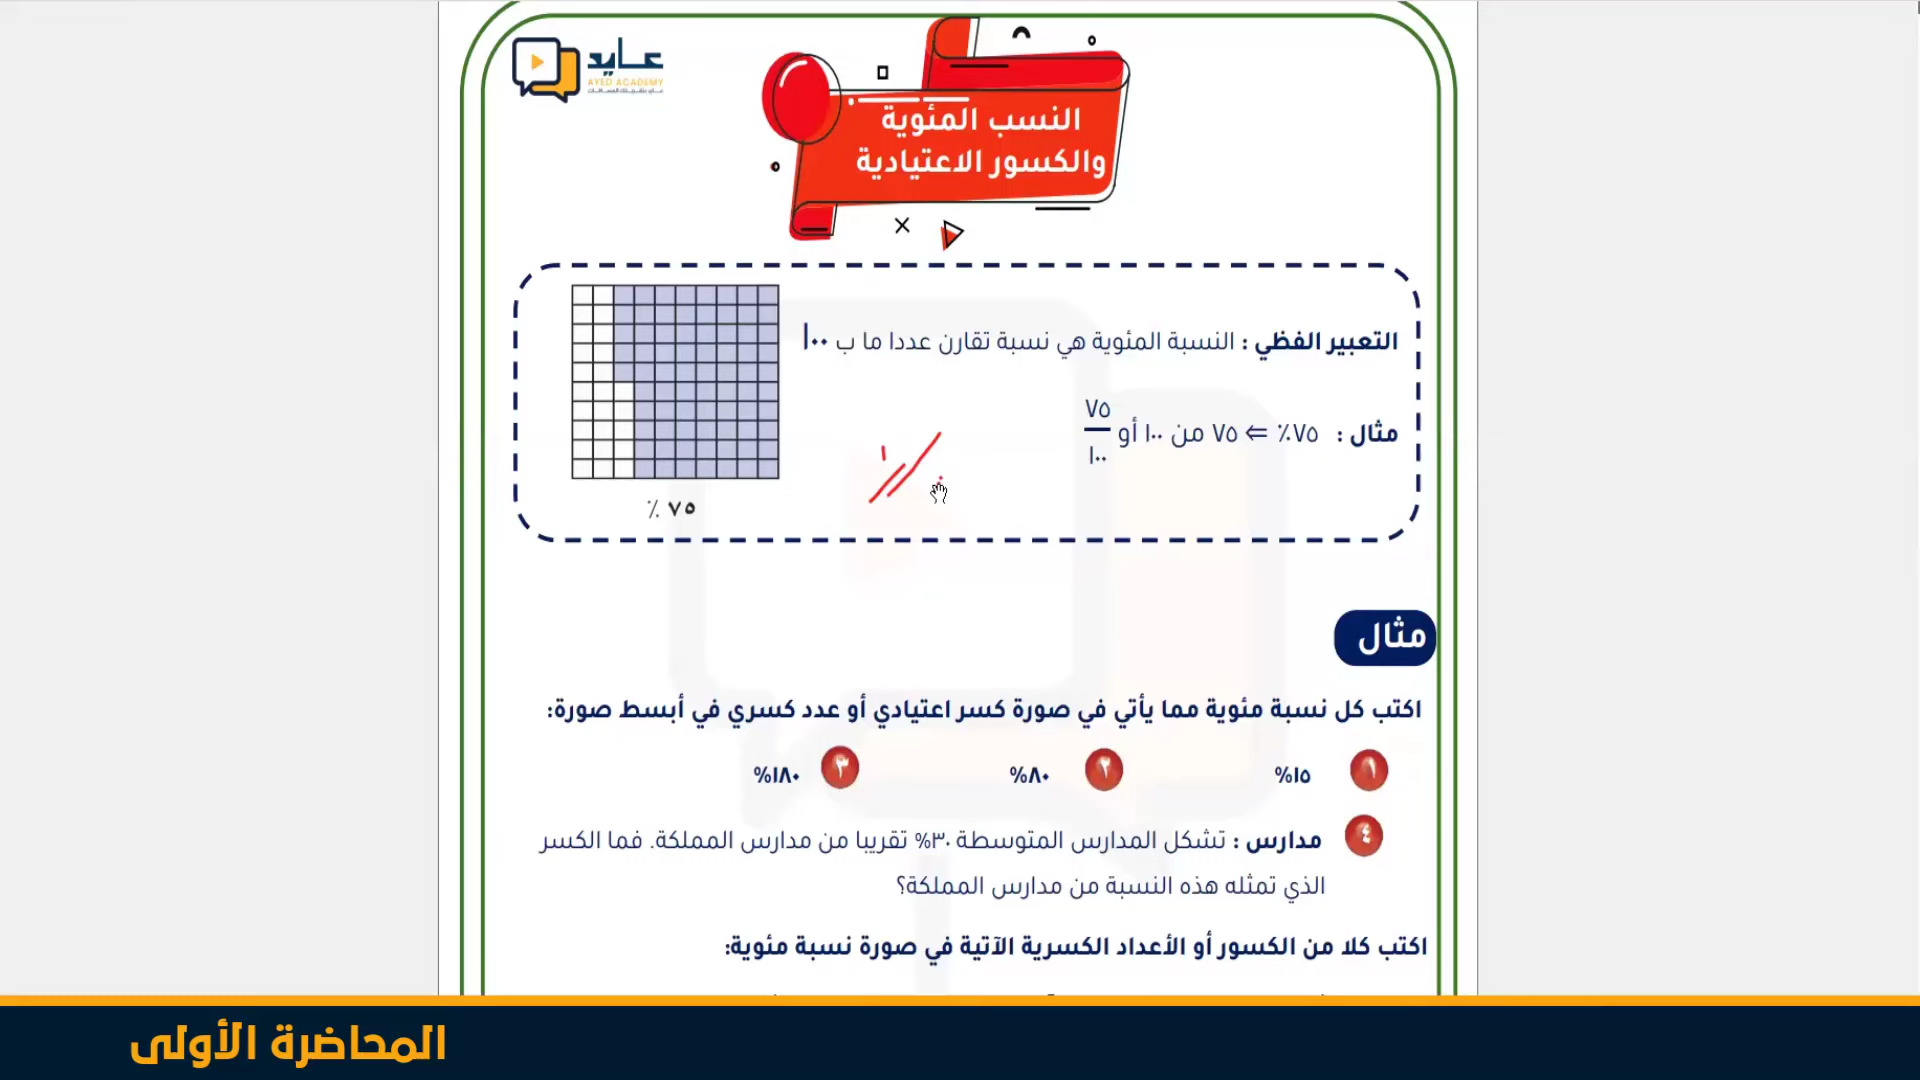 عايد
AYED ACADEMY
النسب المئوية
والكسور الاعتيادية
التعبير الفظي : النسبة المئوية هي نسبة تقارن عددا ما ب ١٠٠
مثال : ٧٥٪ ⇐ ٧٥ من ١٠٠ أو ٧٥/١٠٠
٧٥ ٪
مثال
اكتب كل نسبة مئوية مما يأتي في صورة كسر اعتيادي أو عدد كسري في أبسط صورة:
١ ١٥% ٢ ٨٠% ٣ ١٨٠%
٤ مدارس : تشكل المدارس المتوسطة ٣٠% تقريبا من مدارس المملكة. فما الكسر
الذي تمثله هذه النسبة من مدارس المملكة؟
اكتب كلا من الكسور أو الأعداد الكسرية الآتية في صورة نسبة مئوية:
المحاضرة الأولى